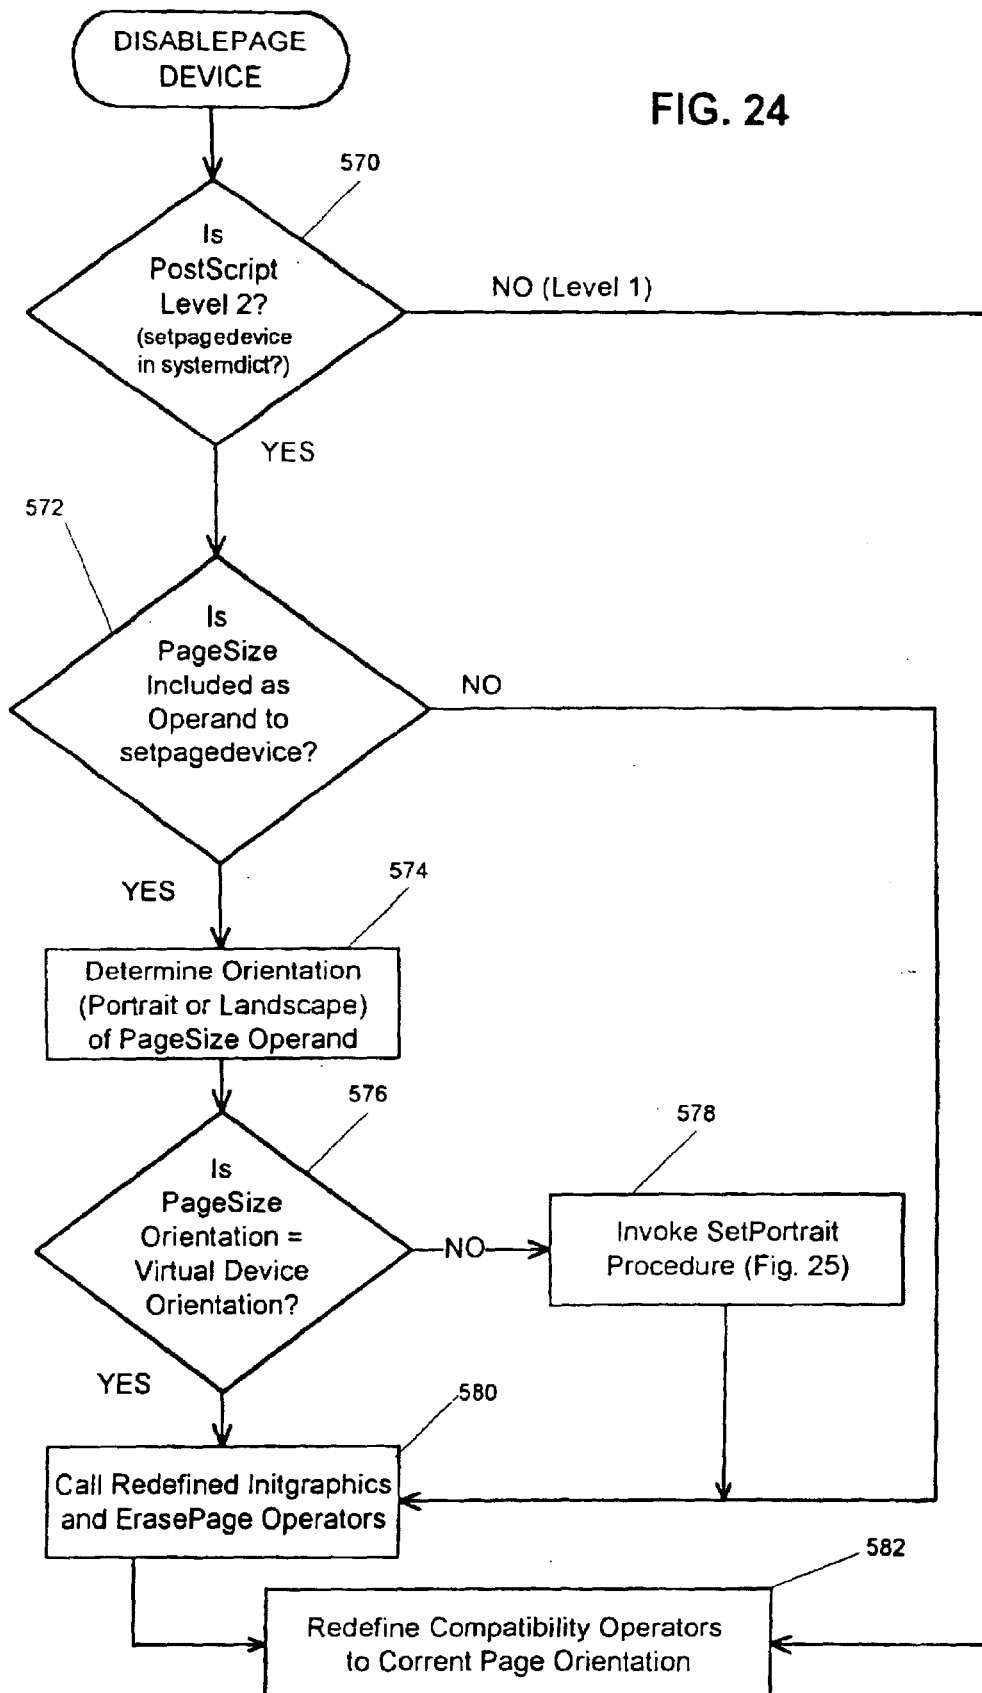 DISABLEPAGE
DEVICE
FIG. 24
570
Is
PostScript
Level 2?
(setpagedevice
in systemdict?)
NO (Level 1)
YES
572
Is
PageSize
Included as
Operand to
setpagedevice?
NO
YES
574
Determine Orientation
(Portrait or Landscape)
of PageSize Operand
576
Is
PageSize
Orientation =
Virtual Device
Orientation?
NO
578
Invoke SetPortrait
Procedure (Fig. 25)
YES
580
Call Redefined Initgraphics
and ErasePage Operators
582
Redefine Compatibility Operators
to Corrent Page Orientation